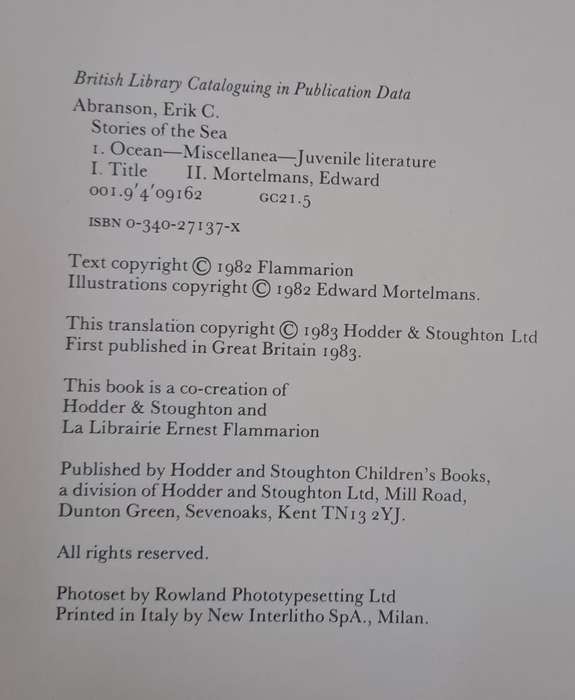 British Library Cataloguing in Publication Data
Abranson, Erik C.
Stories of the Sea
1. Ocean—Miscellanea—Juvenile literature
I. Title II. Mortelmans, Edward
001.9'4'09162 GC21.5
ISBN 0-340-27137-X
Text copyright © 1982 Flammarion
Illustrations copyright © 1982 Edward Mortelmans.
This translation copyright © 1983 Hodder & Stoughton Ltd
First published in Great Britain 1983.
This book is a co-creation of
Hodder & Stoughton and
La Librairie Ernest Flammarion
Published by Hodder and Stoughton Children's Books,
a division of Hodder and Stoughton Ltd, Mill Road,
Dunton Green, Sevenoaks, Kent TN13 2YJ.
All rights reserved.
Photoset by Rowland Phototypesetting Ltd
Printed in Italy by New Interlitho SpA., Milan.